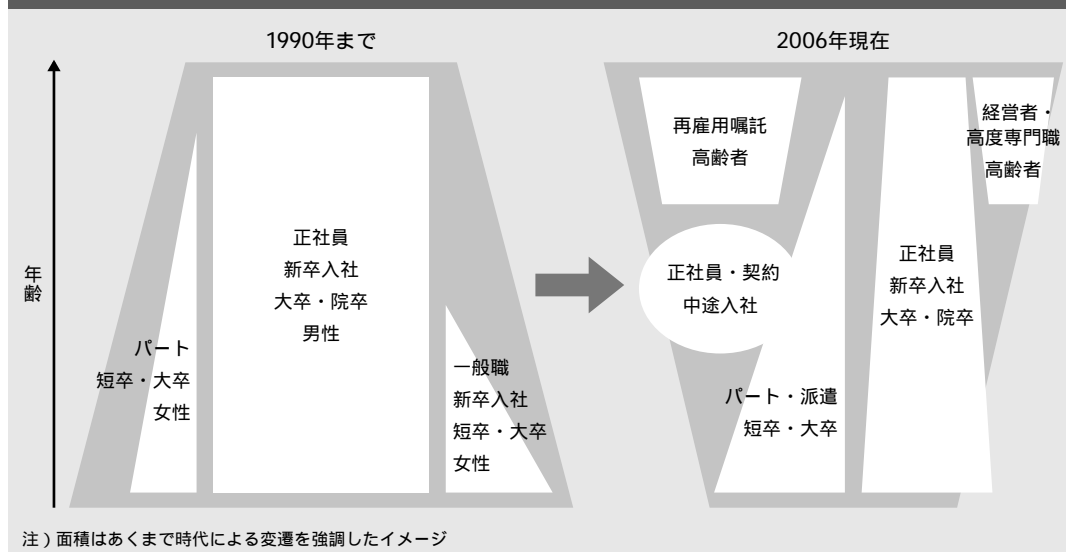 1990年まで
2006年現在
年齢
パート
短卒・大卒
女性
正社員
新卒入社
大卒・院卒
男性
一般職
新卒入社
短卒・大卒
女性
再雇用嘱託
高齢者
正社員・契約
中途入社
パート・派遣
短卒・大卒
正社員
新卒入社
大卒・院卒
経営者・
高度専門職
高齢者
注）面積はあくまで時代による変遷を強調したイメージ